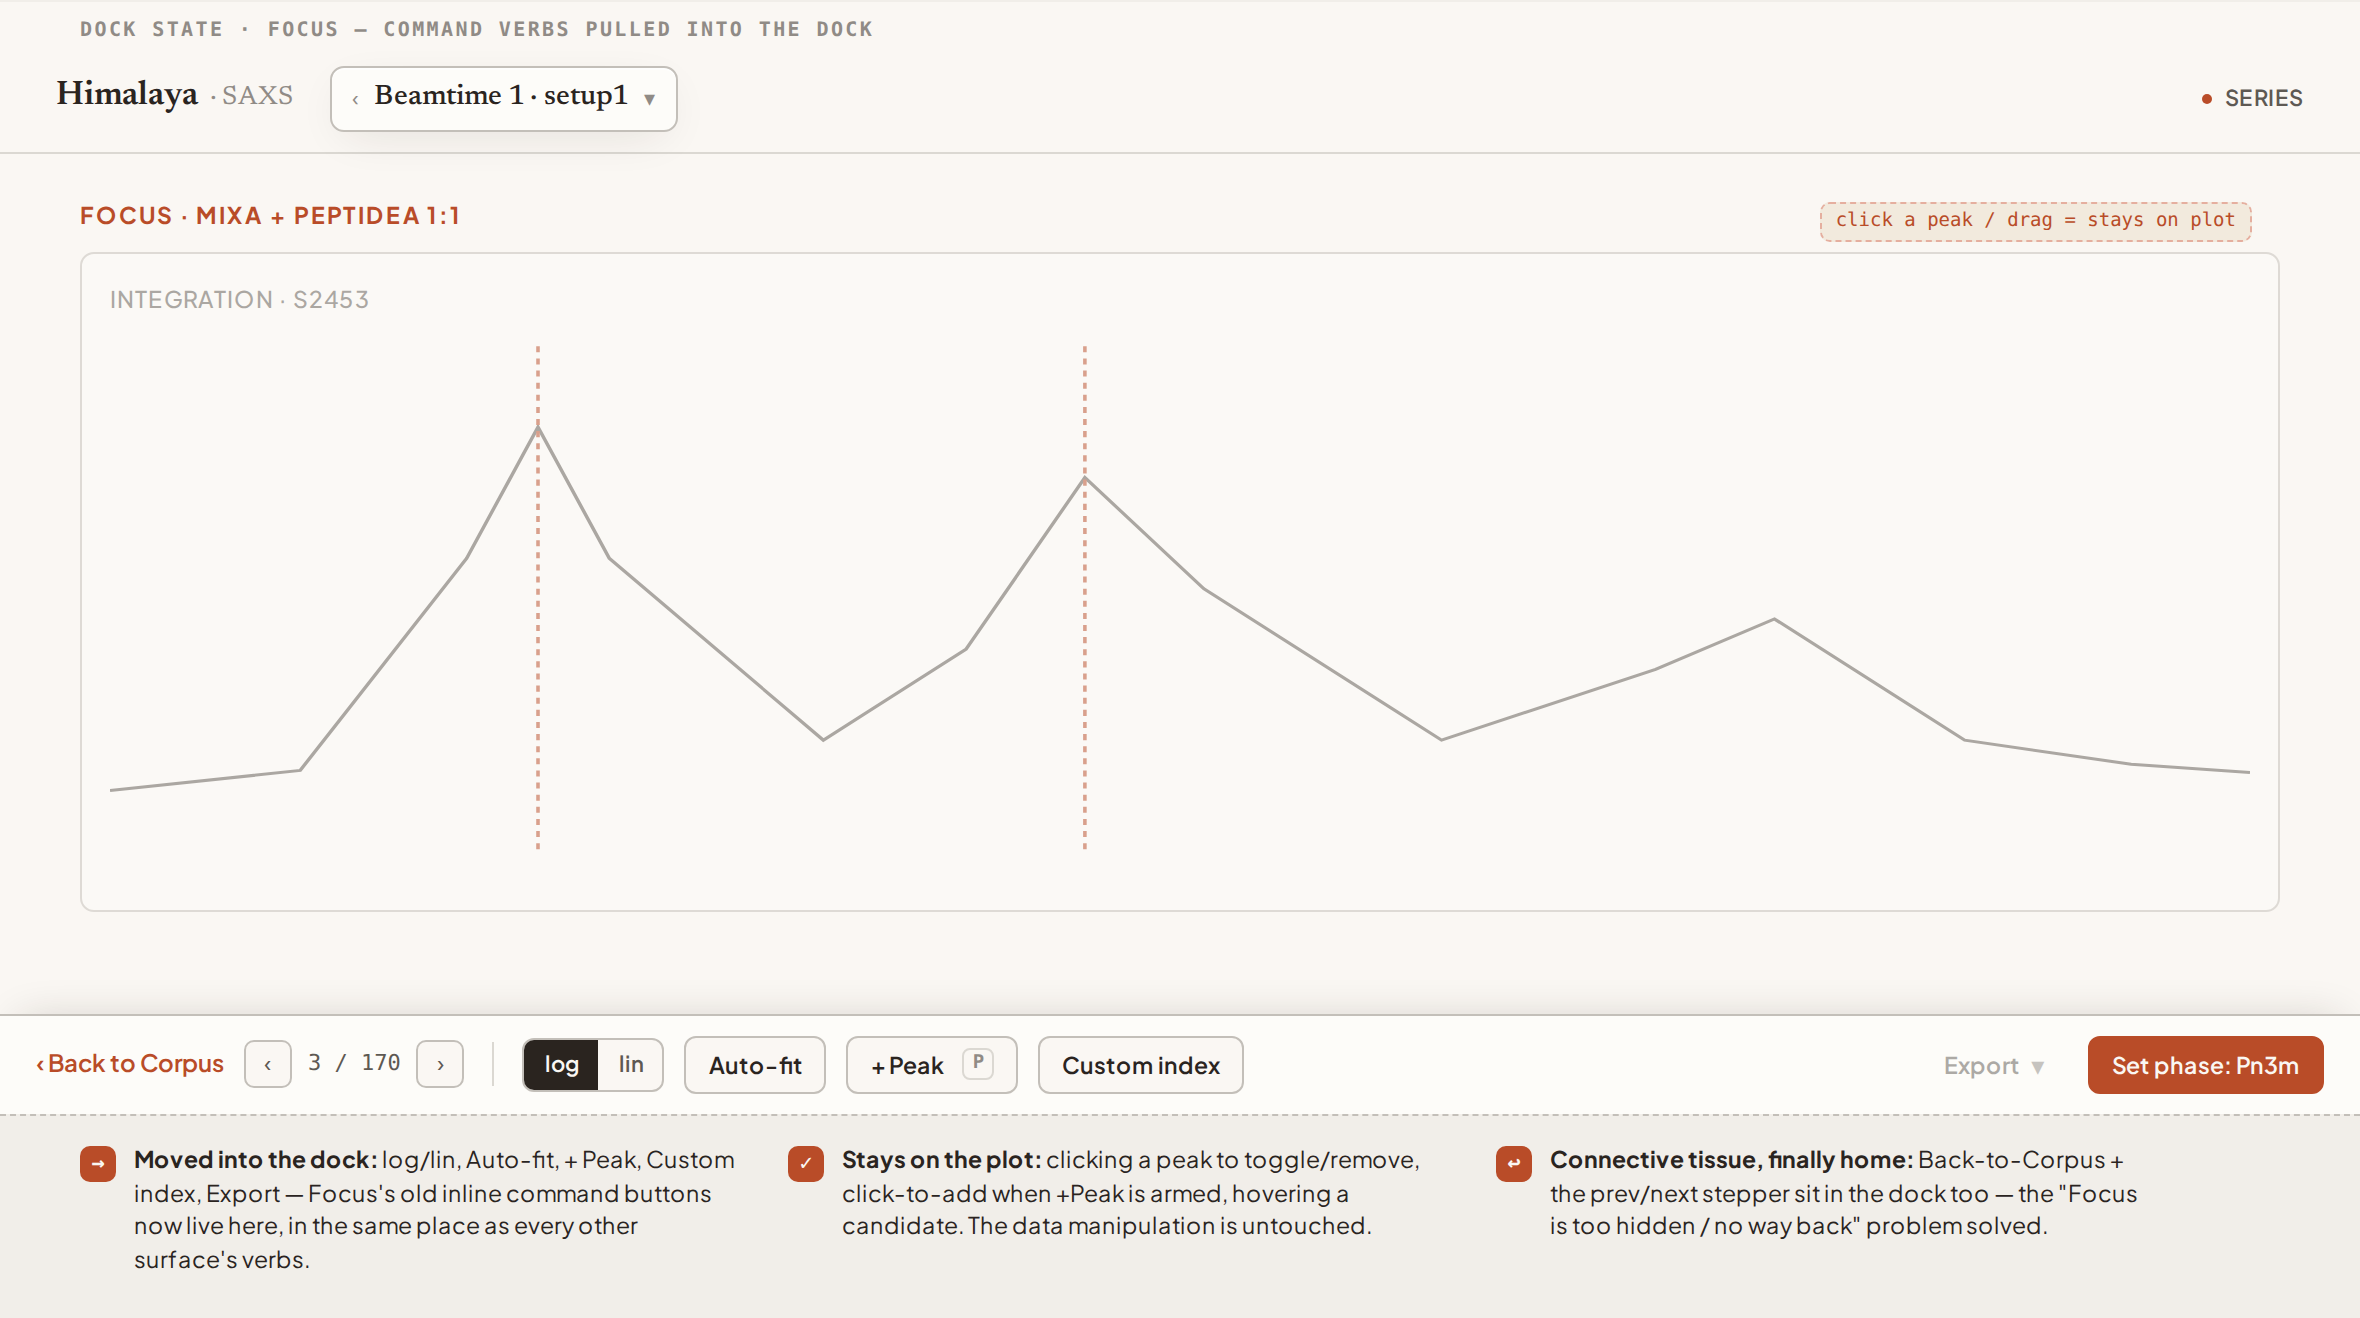 DOCK STATE · FOCUS — COMMAND VERBS PULLED INTO THE DOCK
Himalaya · SAXS ‹ Beamtime 1 · setup1 ▾ • SERIES
FOCUS · MIXA + PEPTIDEA 1:1
click a peak / drag = stays on plot
INTEGRATION · S2453
‹ Back to Corpus ‹ 3 / 170 › log lin Auto-fit + Peak P Custom index Export ▾ Set phase: Pn3m
→ Moved into the dock: log/lin, Auto-fit, + Peak, Custom
index, Export — Focus's old inline command buttons
now live here, in the same place as every other
surface's verbs.
✓ Stays on the plot: clicking a peak to toggle/remove,
click-to-add when +Peak is armed, hovering a
candidate. The data manipulation is untouched.
↩ Connective tissue, finally home: Back-to-Corpus +
the prev/next stepper sit in the dock too — the "Focus
is too hidden / no way back" problem solved.